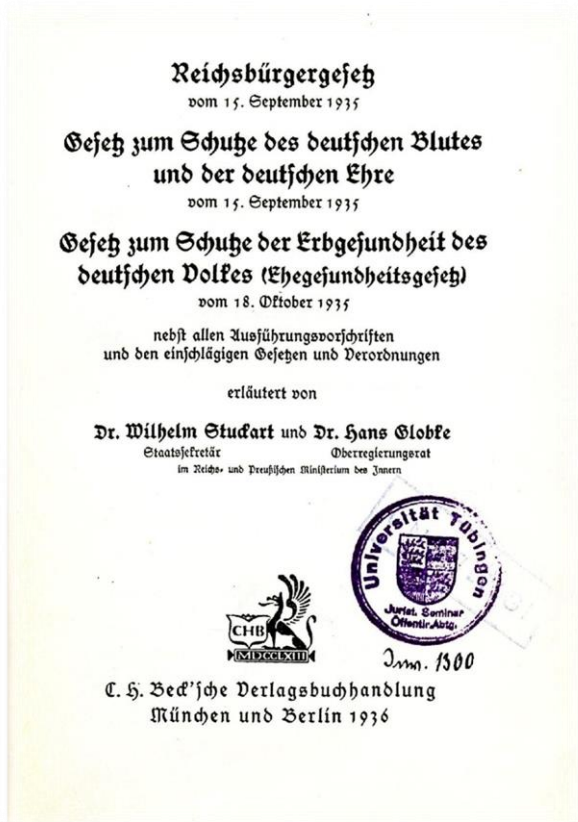 Reichsbürgergesetz
vom 15. September 1935
Gesetz zum Schutze des deutschen Blutes
und der deutschen Ehre
vom 15. September 1935
Gesetz zum Schutze der Erbgesundheit des
deutschen Volkes (Ehegesundheitsgesetz)
vom 18. Oktober 1935
nebst allen Ausführungsvorschriften
und den einschlägigen Gesetzen und Verordnungen
erläutert von
Dr. Wilhelm Stuckart und Dr. Hans Globke
Staatssekretär Oberregierungsrat
im Reichs- und Preußischen Ministerium des Innern
Universität Tübingen
Jurist. Seminar
Öffentlr. Abtg.
Inv. 1300
CHB
MDCCLXIII
C. H. Beck'sche Verlagsbuchhandlung
München und Berlin 1936